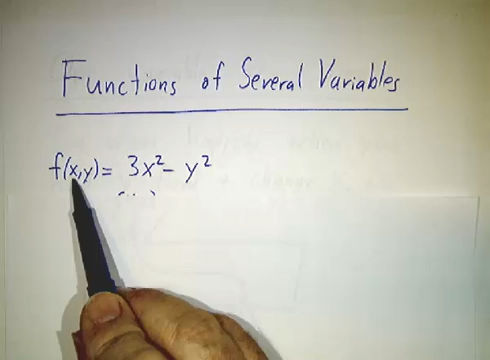 Functions of Several Variables
f(x,y) = 3x² - y²